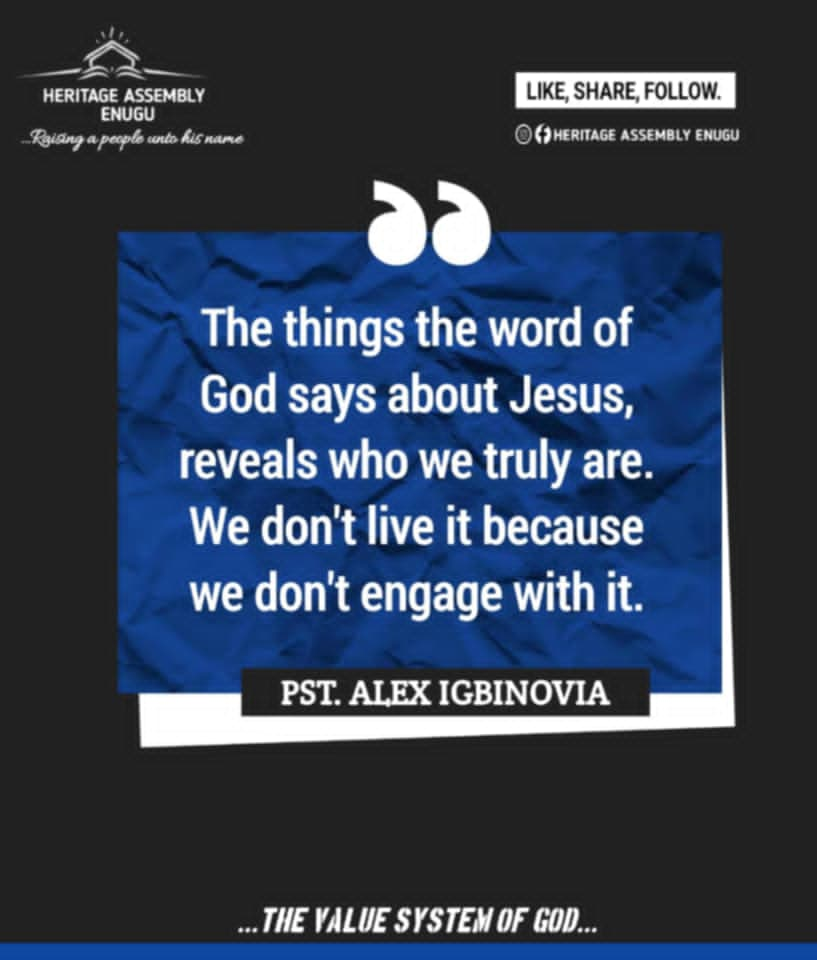 HERITAGE ASSEMBLY
ENUGU
...Raising a people unto his name
LIKE, SHARE, FOLLOW.
HERITAGE ASSEMBLY ENUGU
The things the word of
God says about Jesus,
reveals who we truly are.
We don't live it because
we don't engage with it.
PST. ALEX IGBINOVIA
...THE VALUE SYSTEM OF GOD...